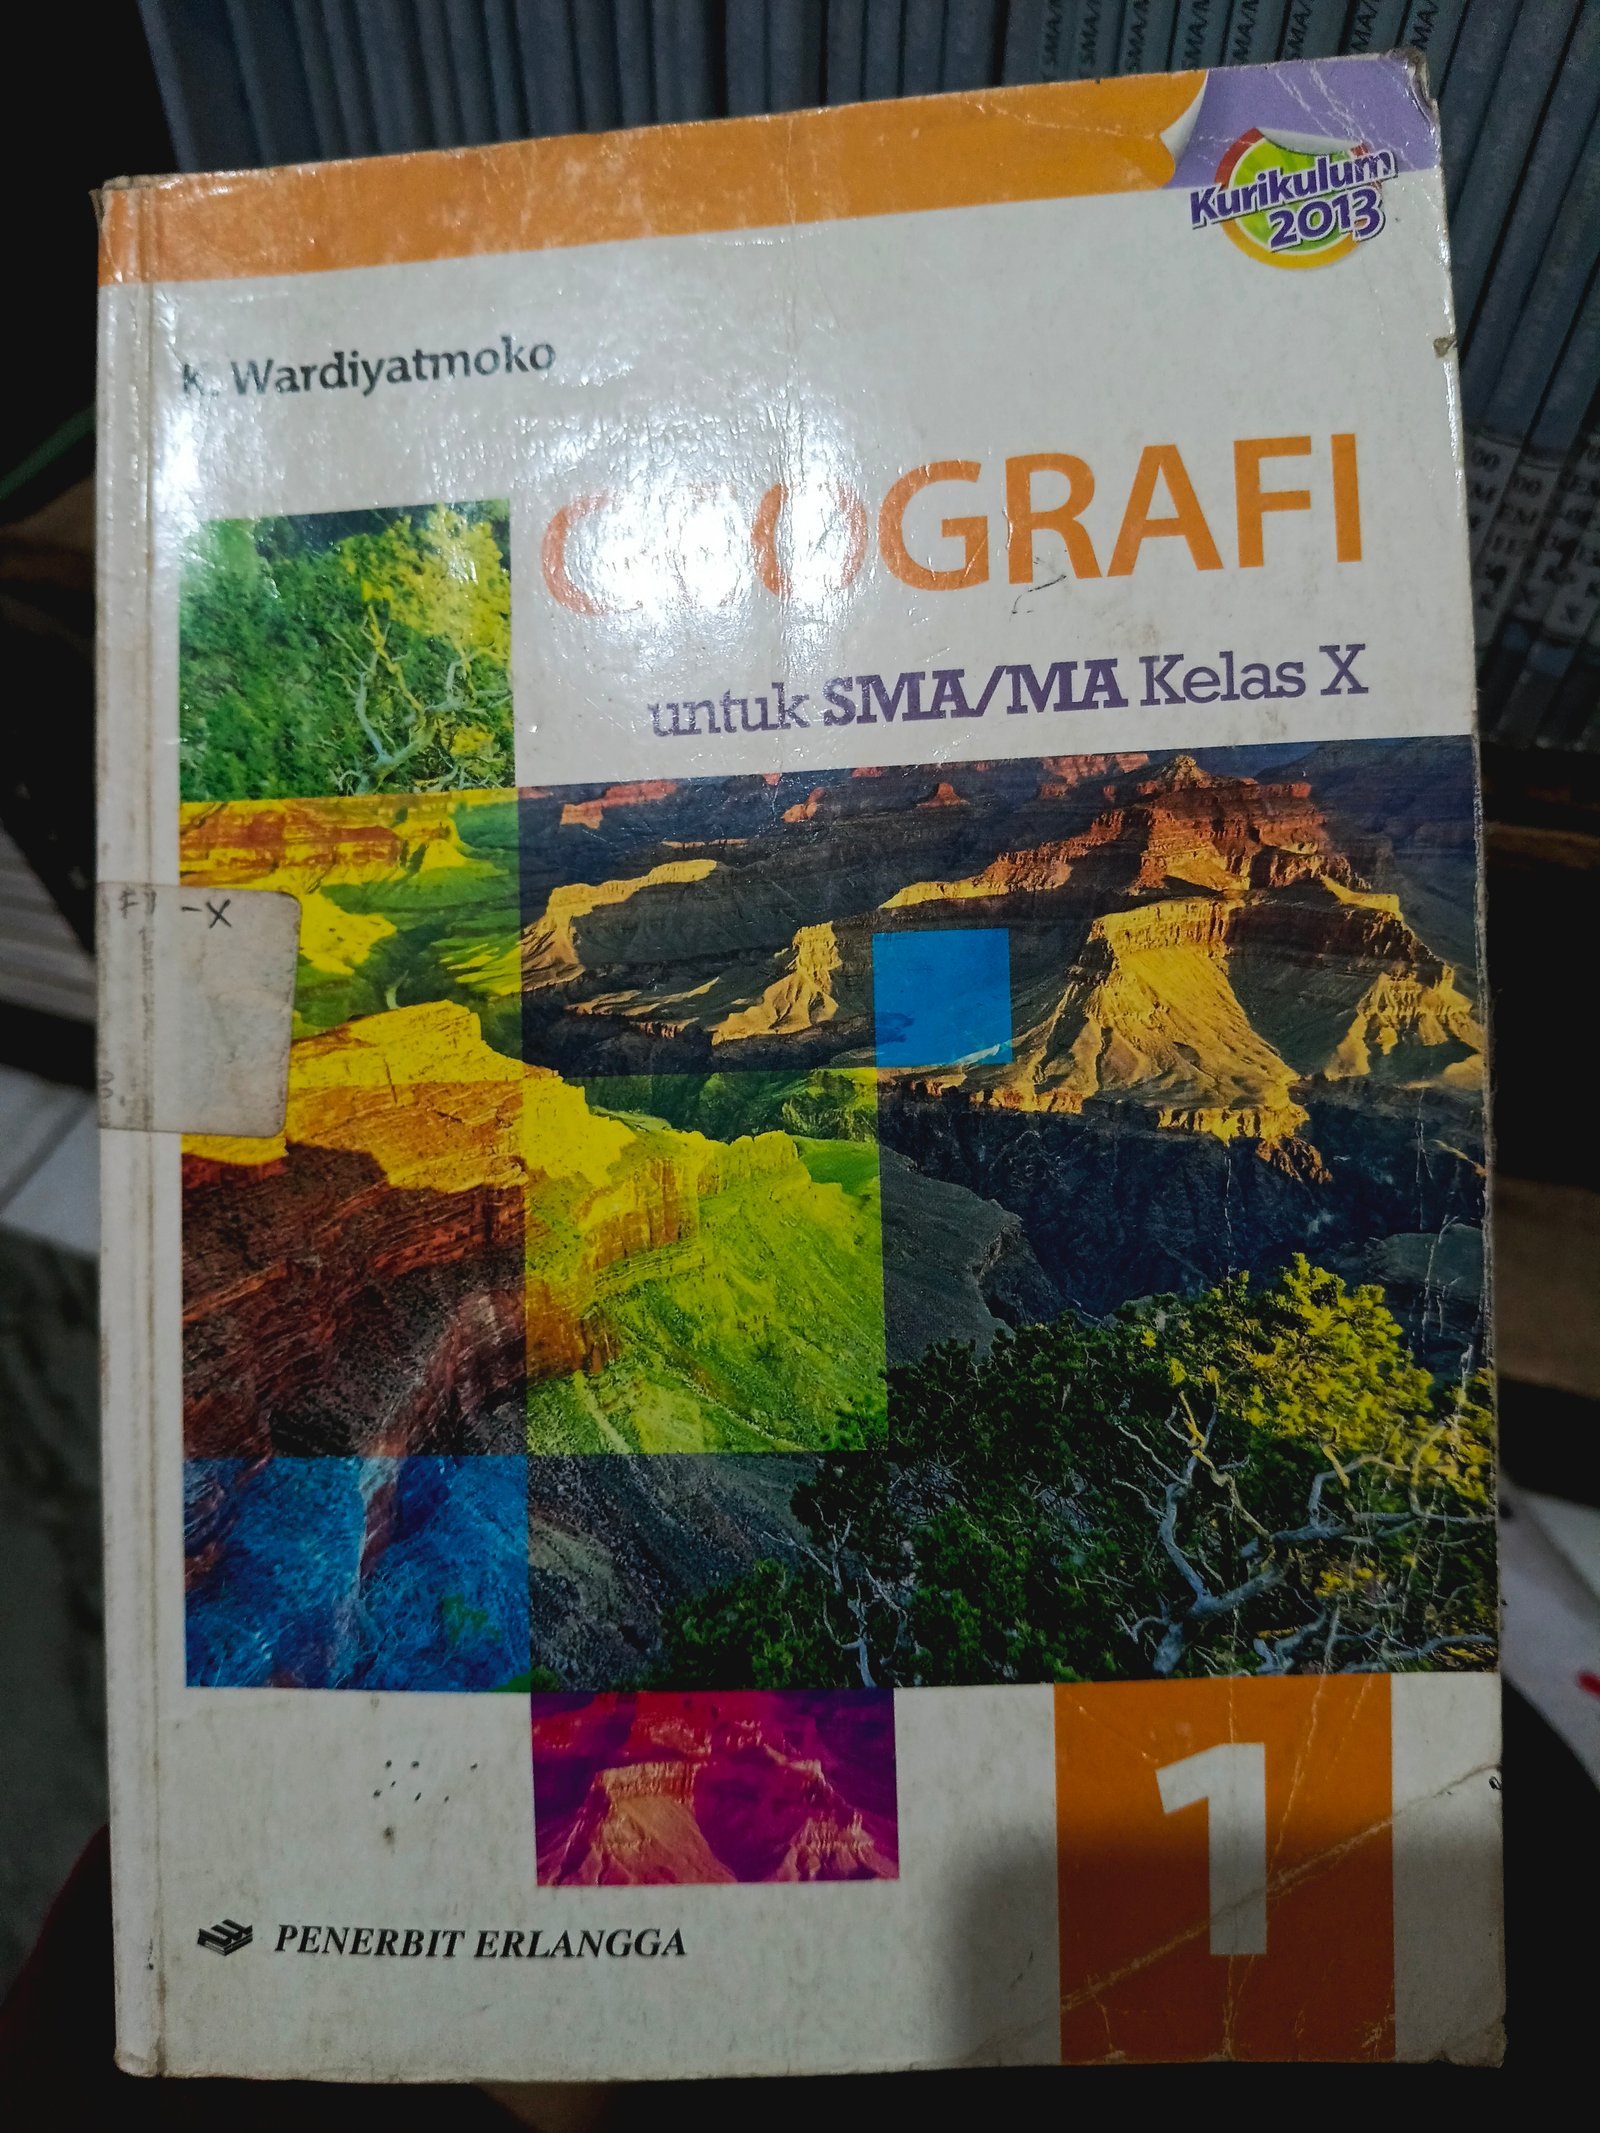 Kurikulum
2013
K. Wardiyatmoko
GEOGRAFI
untuk SMA/MA Kelas X
-X
1
PENERBIT ERLANGGA